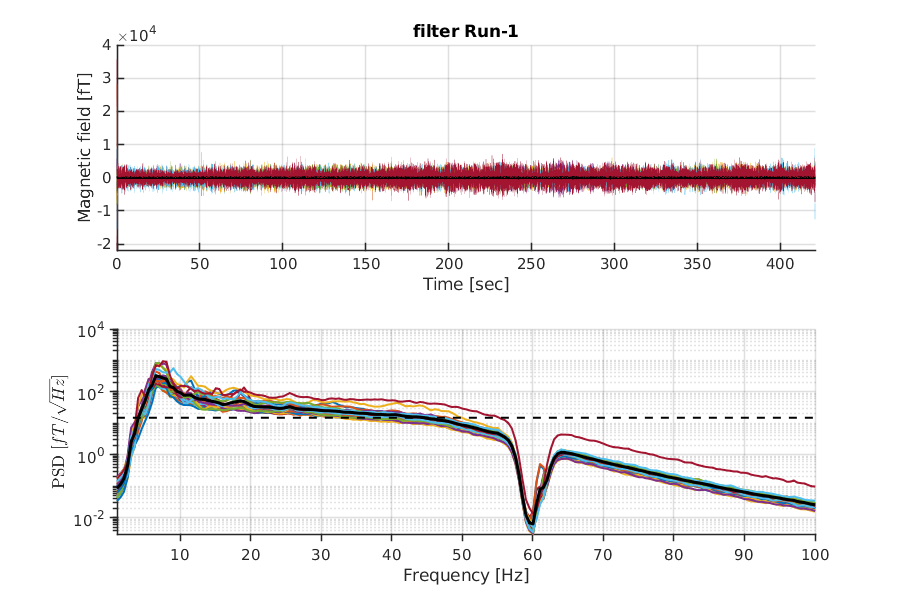 filter Run-1
×10^4
4
3
2
1
0
-1
-2
Magnetic field [fT]
0 50 100 150 200 250 300 350 400
Time [sec]
10^4
10^2
10^0
10^-2
PSD [fT/√Hz]
10 20 30 40 50 60 70 80 90 100
Frequency [Hz]